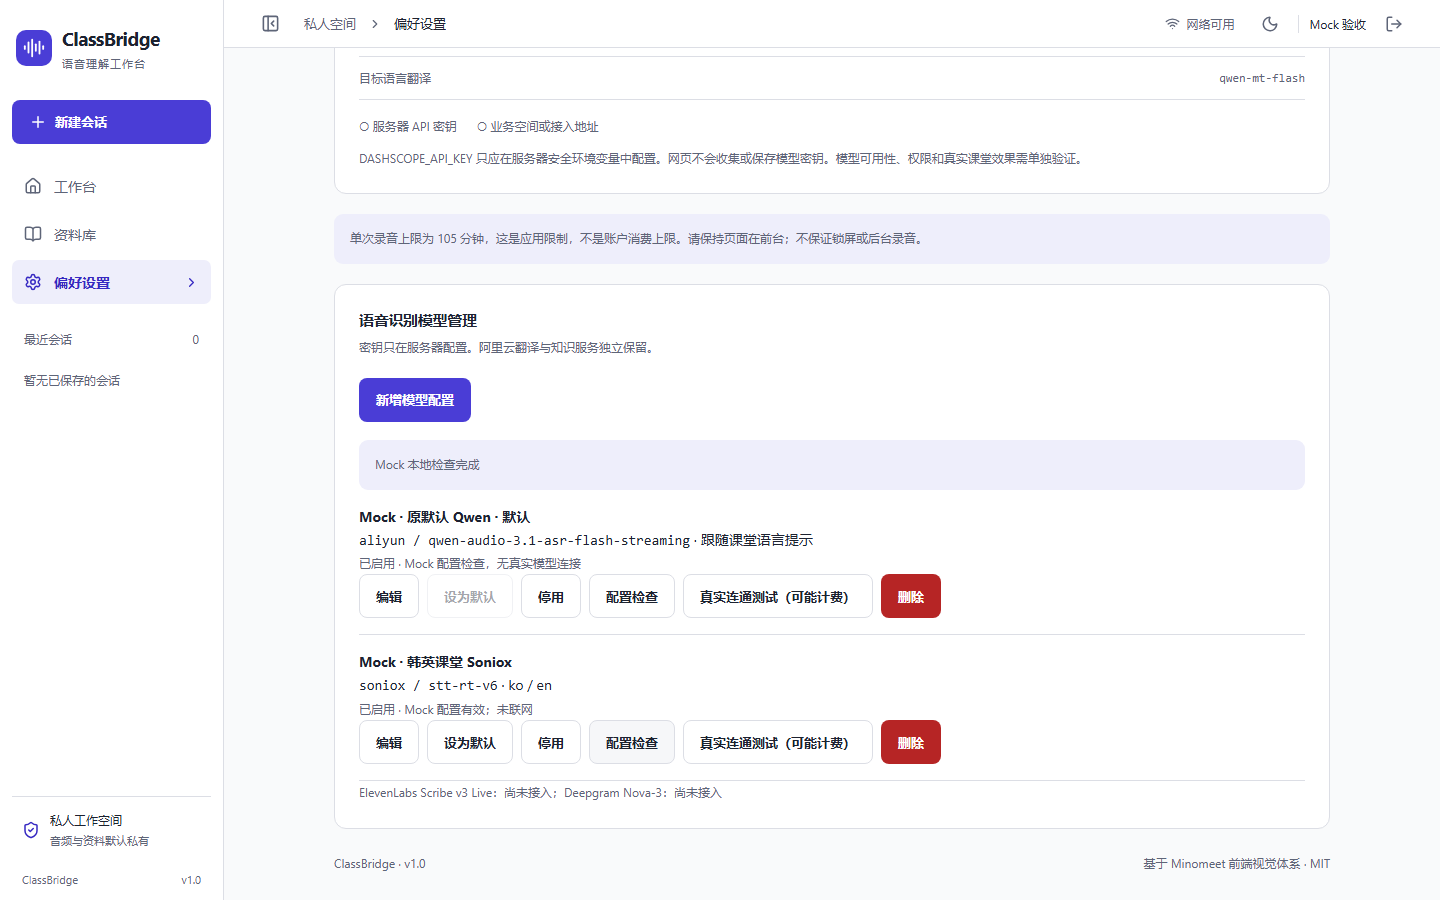 ClassBridge
语音理解工作台
新建会话
工作台
资料库
偏好设置
最近会话 0
暂无已保存的会话
私人工作空间
音频与资料默认私有
ClassBridge v1.0
私人空间 偏好设置 网络可用 Mock 验收
目标语言翻译 qwen-mt-flash
服务器 API 密钥 业务空间或接入地址
DASHSCOPE_API_KEY 只应在服务器安全环境变量中配置。网页不会收集或保存模型密钥。模型可用性、权限和真实课堂效果需单独验证。
单次录音上限为 105 分钟，这是应用限制，不是账户消费上限。请保持页面在前台；不保证锁屏或后台录音。
语音识别模型管理
密钥只在服务器配置。阿里云翻译与知识服务独立保留。
新增模型配置
Mock 本地检查完成
Mock · 原默认 Qwen · 默认
aliyun / qwen-audio-3.1-asr-flash-streaming · 跟随课堂语言提示
已启用 · Mock 配置检查，无真实模型连接
编辑 设为默认 停用 配置检查 真实连通测试（可能计费） 删除
Mock · 韩英课堂 Soniox
soniox / stt-rt-v6 · ko / en
已启用 · Mock 配置有效；未联网
编辑 设为默认 停用 配置检查 真实连通测试（可能计费） 删除
ElevenLabs Scribe v3 Live：尚未接入；Deepgram Nova-3：尚未接入
ClassBridge · v1.0 基于 Minomeet 前端视觉体系 · MIT